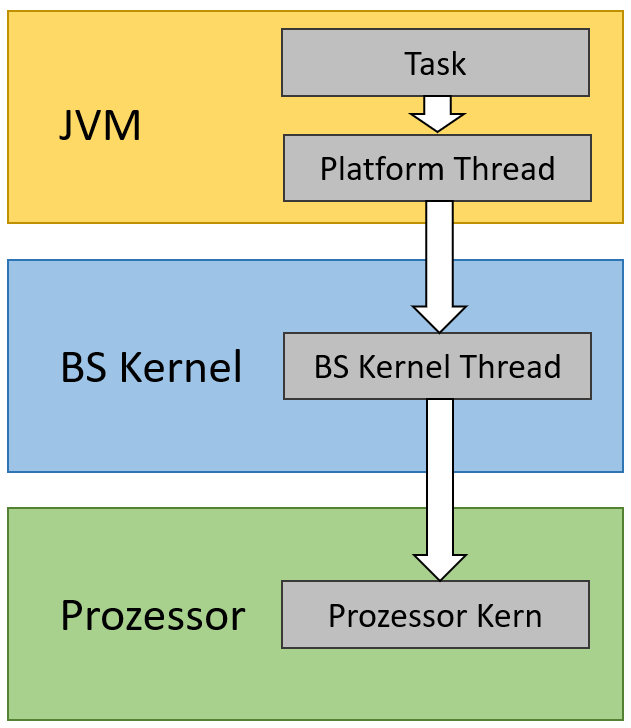 Task
JVM
Platform Thread
BS Kernel
BS Kernel Thread
Prozessor
Prozessor Kern